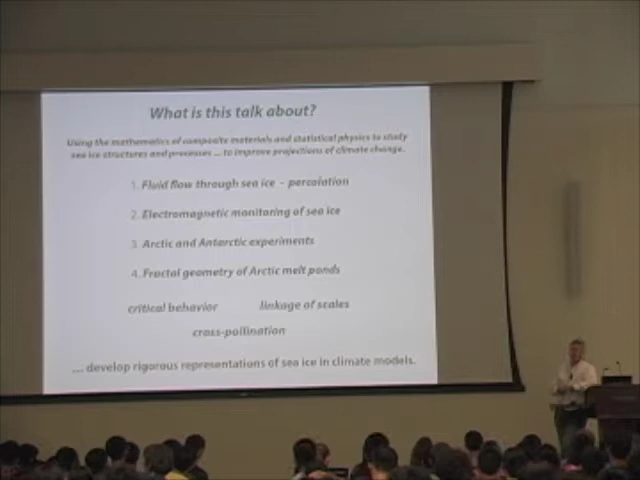 What is this talk about?
Using the mathematics of composite materials and statistical physics to study
sea ice structures and processes ... to improve projections of climate change.
1. Fluid flow through sea ice - percolation
2. Electromagnetic monitoring of sea ice
3. Arctic and Antarctic experiments
4. Fractal geometry of Arctic melt ponds
critical behavior linkage of scales
cross-pollination
... develop rigorous representations of sea ice in climate models.